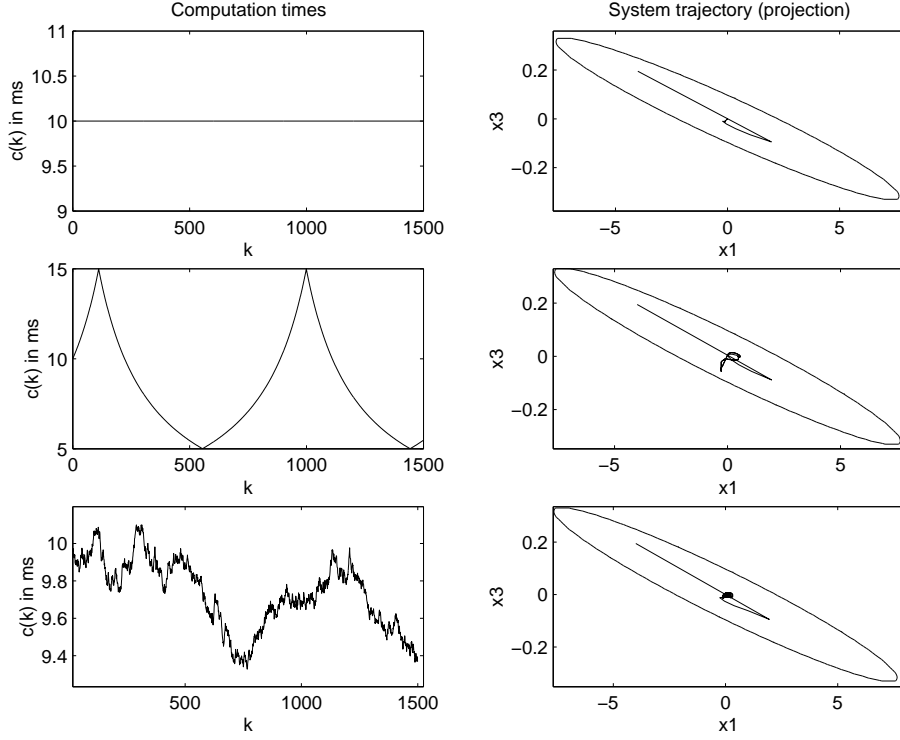 Computation times
11
10.5
10
9.5
9
c(k) in ms
0
500
1000
1500
k
System trajectory (projection)
0.2
0
−0.2
x3
−5
0
5
x1
15
10
5
c(k) in ms
0
500
1000
1500
k
0.2
0
−0.2
x3
−5
0
5
x1
10
9.8
9.6
9.4
c(k) in ms
500
1000
1500
k
0.2
0
−0.2
x3
−5
0
5
x1